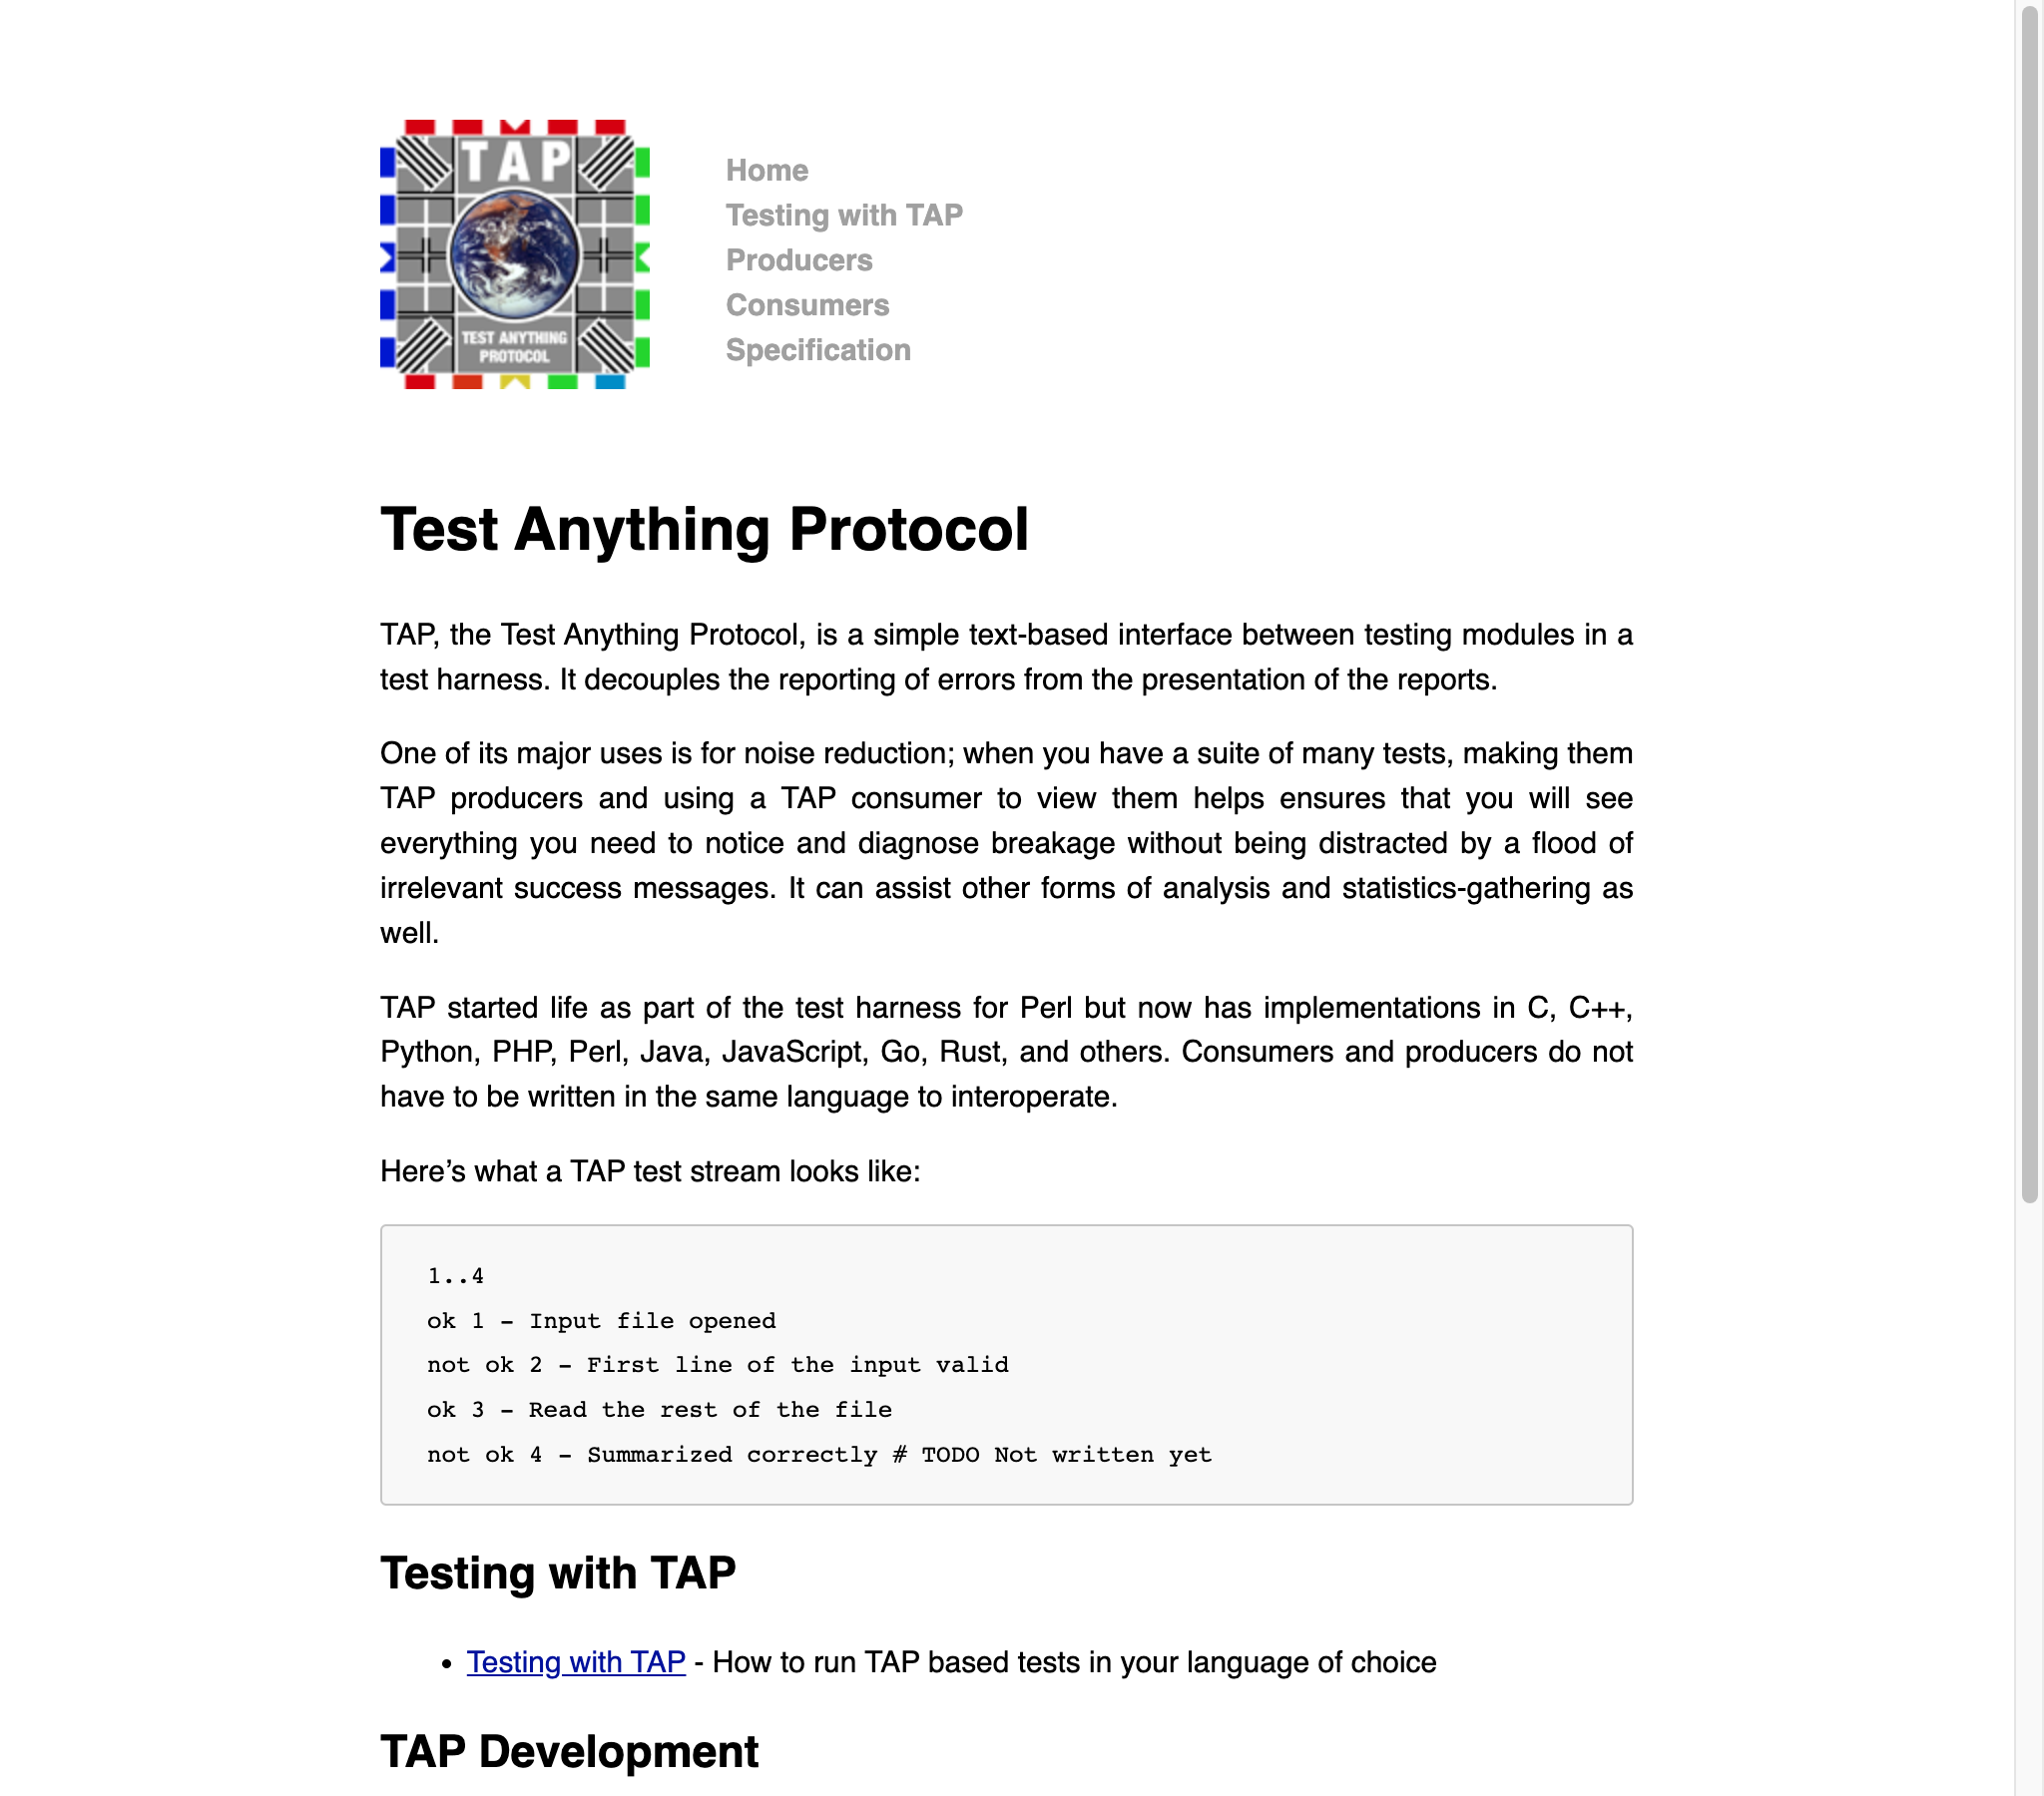 TAP
TEST ANYTHING
PROTOCOL
Home
Testing with TAP
Producers
Consumers
Specification
Test Anything Protocol
TAP, the Test Anything Protocol, is a simple text-based interface between testing modules in a
test harness. It decouples the reporting of errors from the presentation of the reports.
One of its major uses is for noise reduction; when you have a suite of many tests, making them
TAP producers and using a TAP consumer to view them helps ensures that you will see
everything you need to notice and diagnose breakage without being distracted by a flood of
irrelevant success messages. It can assist other forms of analysis and statistics-gathering as
well.
TAP started life as part of the test harness for Perl but now has implementations in C, C++,
Python, PHP, Perl, Java, JavaScript, Go, Rust, and others. Consumers and producers do not
have to be written in the same language to interoperate.
Here’s what a TAP test stream looks like:
1..4
ok 1 - Input file opened
not ok 2 - First line of the input valid
ok 3 - Read the rest of the file
not ok 4 - Summarized correctly # TODO Not written yet
Testing with TAP
• Testing with TAP - How to run TAP based tests in your language of choice
TAP Development